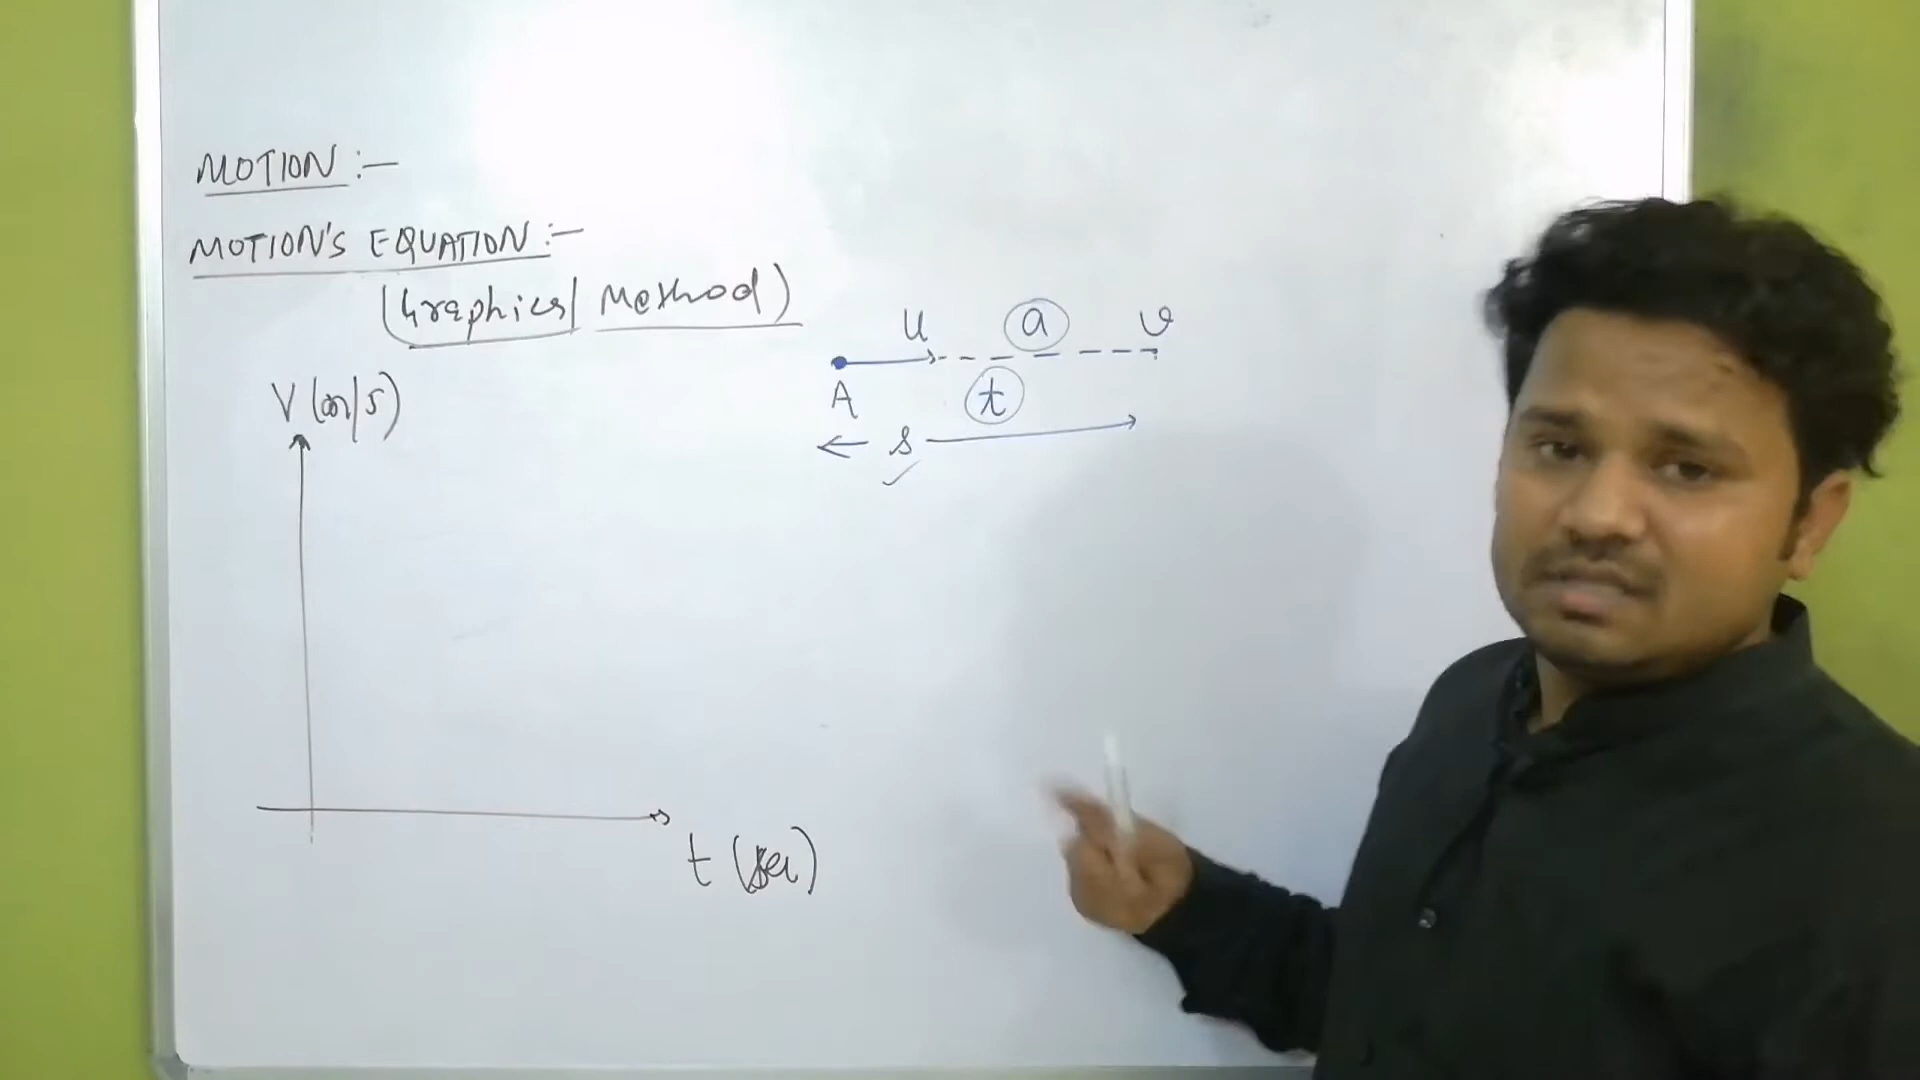 MOTION :-
MOTION'S EQUATION :-
(Graphical Method)
u a v
A t
s
V (m/s)
t (sec)